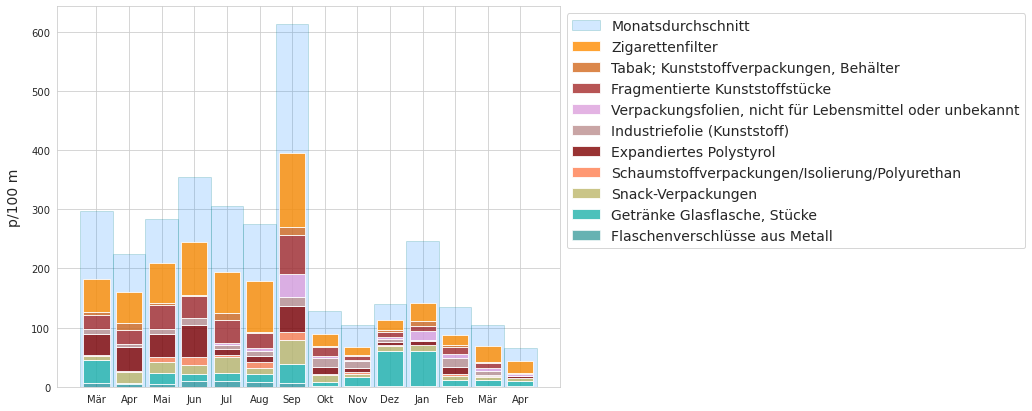 600
500
400
300
200
100
0
p/100 m
Mär Apr Mai Jun Jul Aug Sep Okt Nov Dez Jan Feb Mär Apr
Monatsdurchschnitt
Zigarettenfilter
Tabak; Kunststoffverpackungen, Behälter
Fragmentierte Kunststoffstücke
Verpackungsfolien, nicht für Lebensmittel oder unbekannt
Industriefolie (Kunststoff)
Expandiertes Polystyrol
Schaumstoffverpackungen/Isolierung/Polyurethan
Snack-Verpackungen
Getränke Glasflasche, Stücke
Flaschenverschlüsse aus Metall